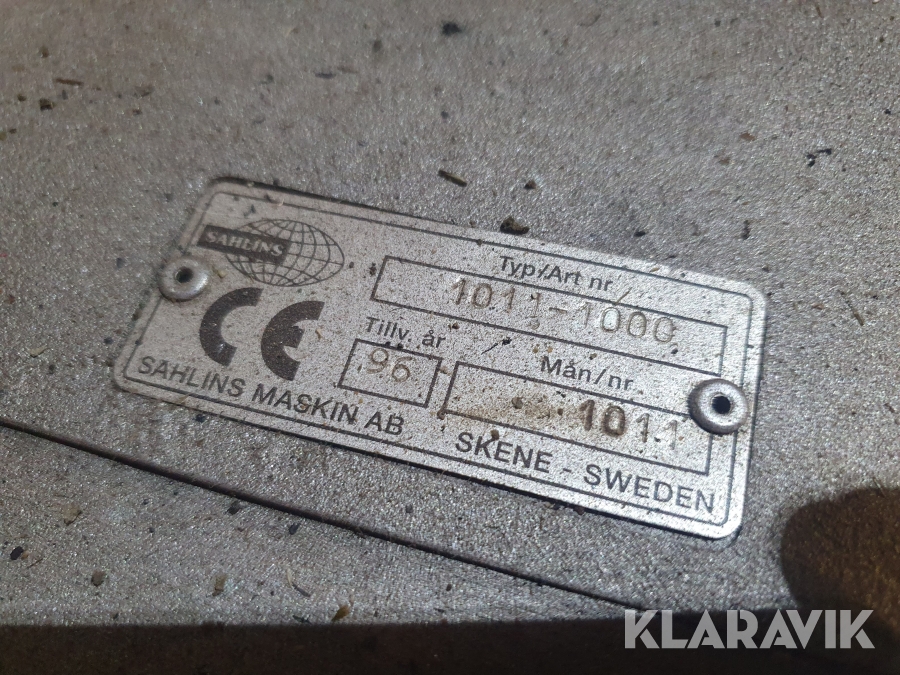 SAHLINS
CE
Typ/Art nr
1011-1000
Tillv. år
96
Mån/nr.
1011
SAHLINS MASKIN AB
SKENE - SWEDEN
KLARAVIK